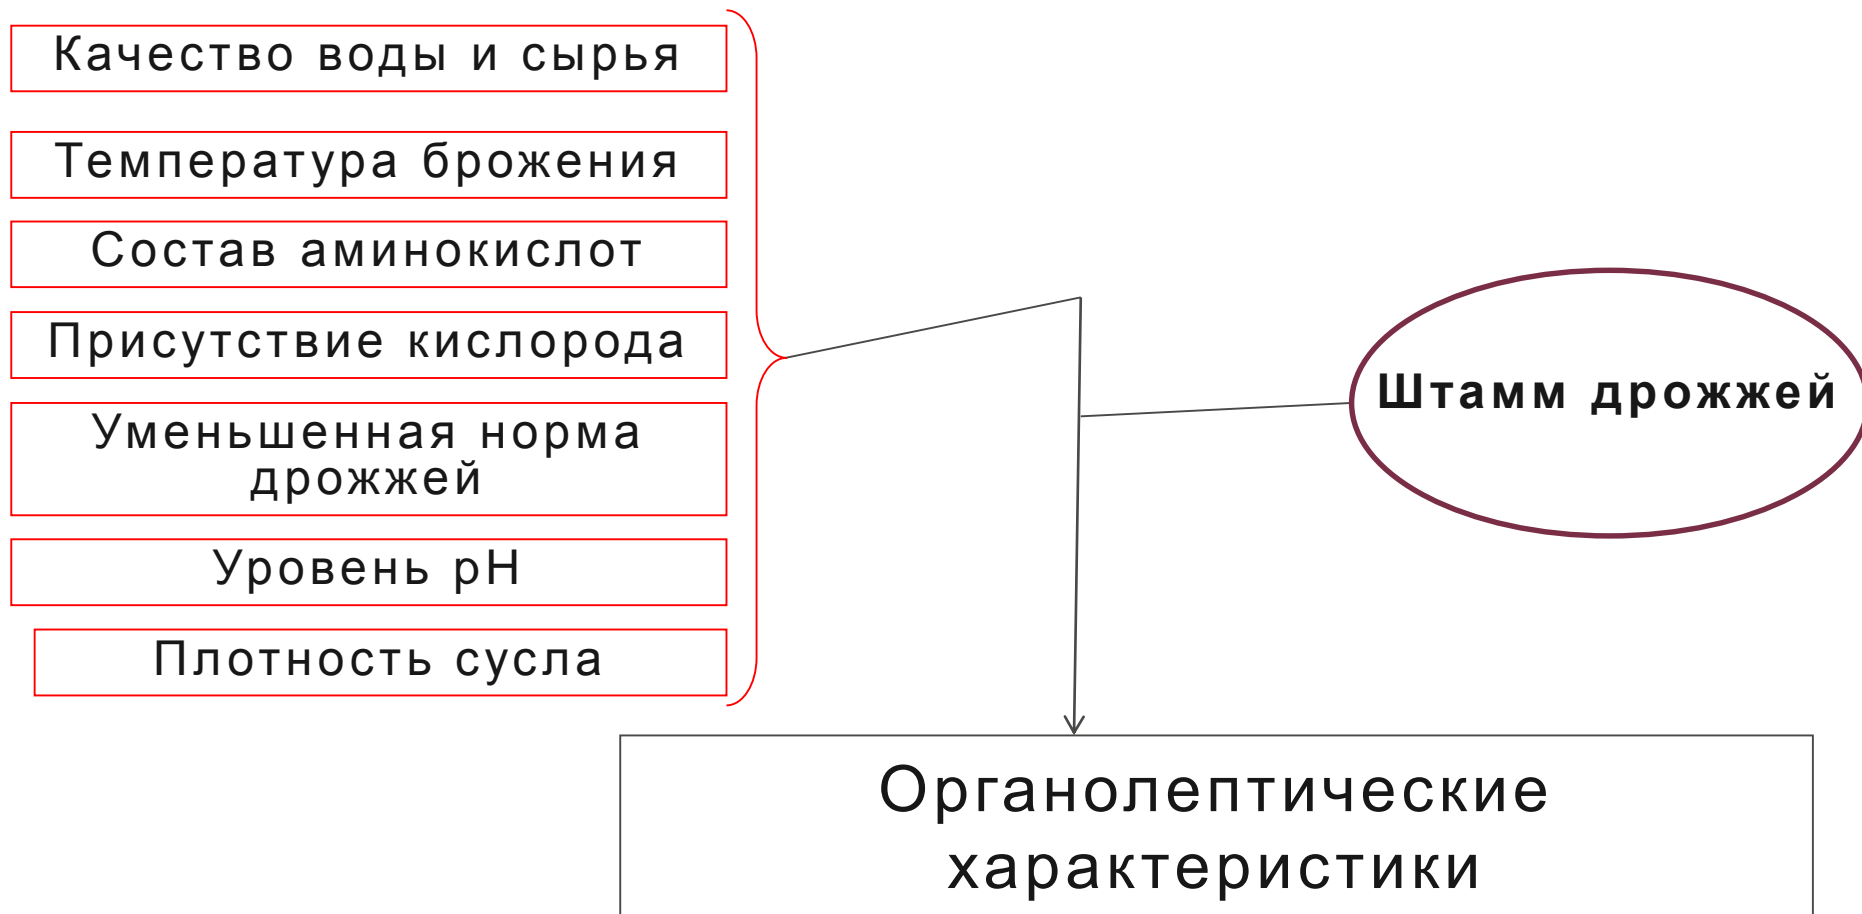 Качество воды и сырья
Температура брожения
Состав аминокислот
Присутствие кислорода
Уменьшенная норма
дрожжей
Уровень pH
Плотность сусла
Штамм дрожжей
Органолептические
характеристики